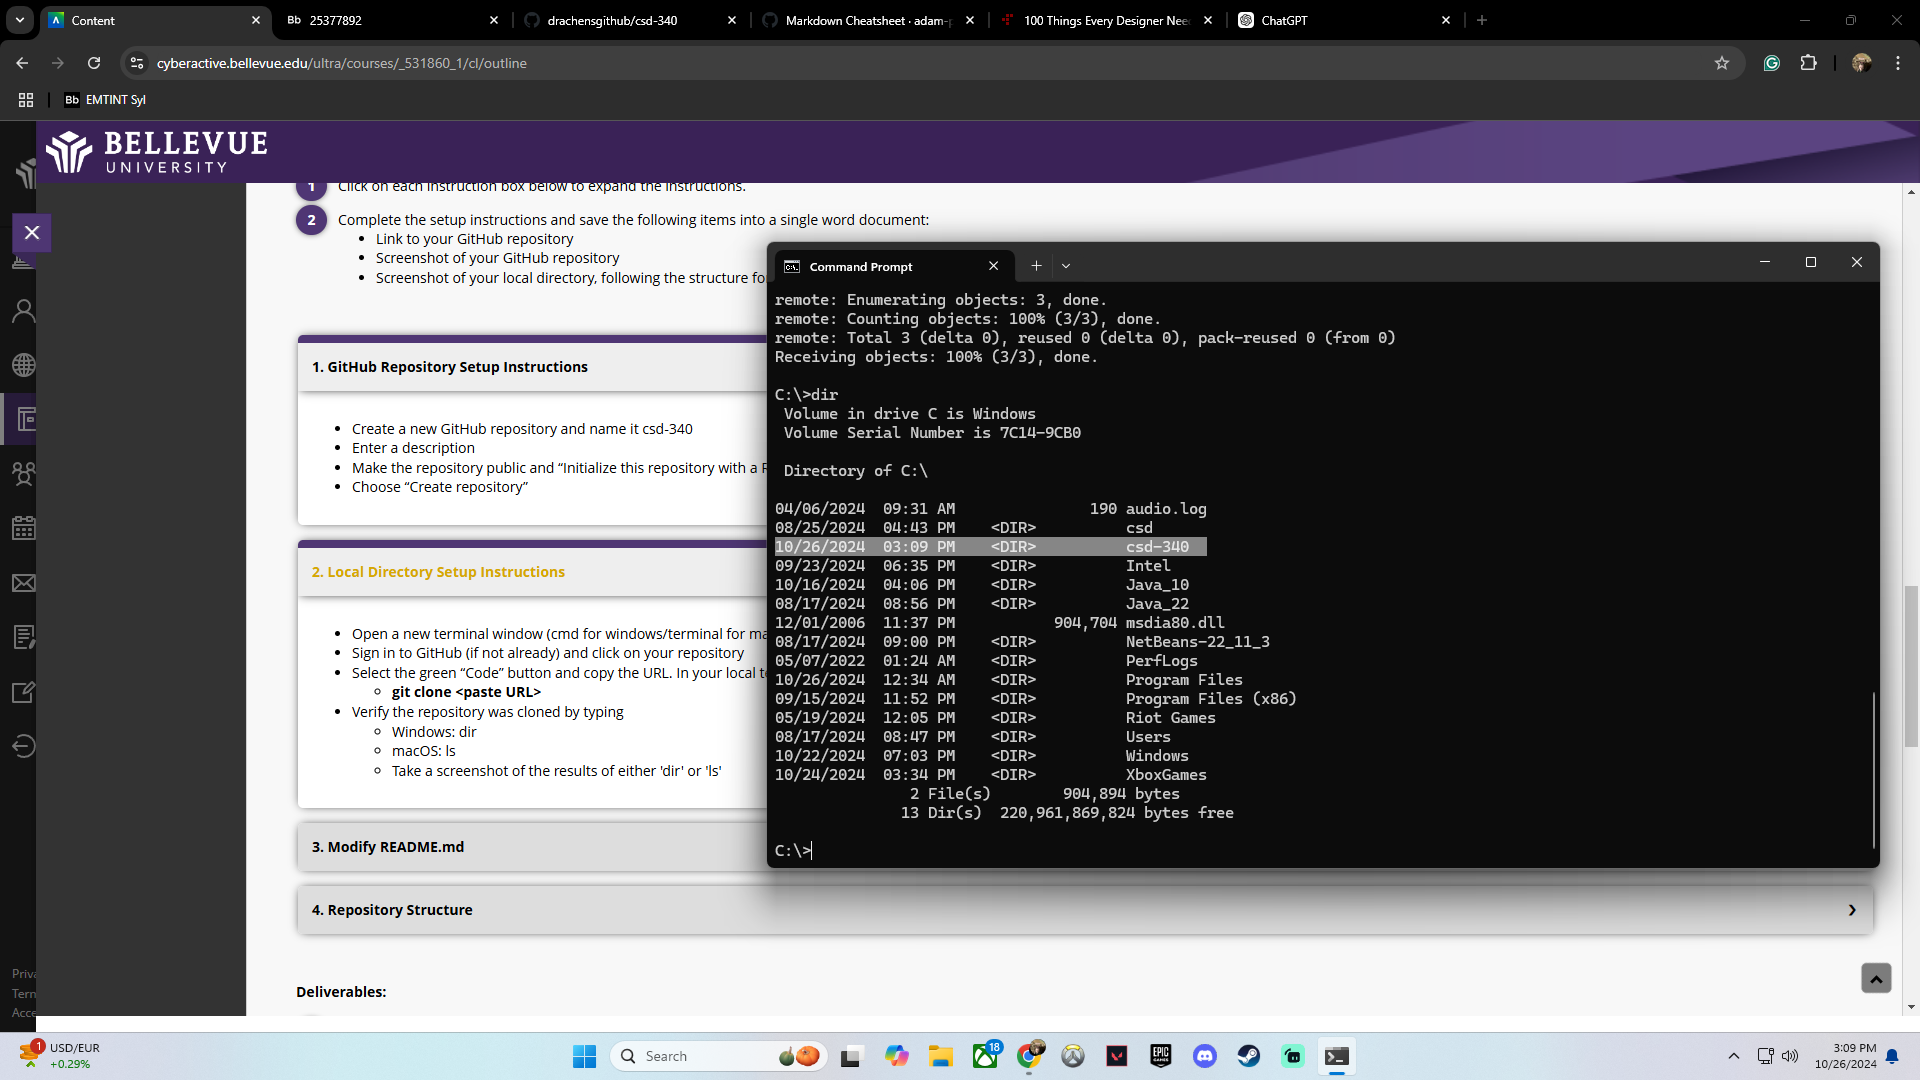 Content
25377892
drachensgithub/csd-340
Markdown Cheatsheet · adam-p
100 Things Every Designer Nee
ChatGPT
cyberactive.bellevue.edu/ultra/courses/_531860_1/cl/outline
Bb EMTINT Syl
BELLEVUE
UNIVERSITY
1 Click on each instruction box below to expand the instructions.
2 Complete the setup instructions and save the following items into a single word document:
Link to your GitHub repository
Screenshot of your GitHub repository
Screenshot of your local directory, following the structure fo
1. GitHub Repository Setup Instructions
Create a new GitHub repository and name it csd-340
Enter a description
Make the repository public and “Initialize this repository with a R
Choose “Create repository”
2. Local Directory Setup Instructions
Open a new terminal window (cmd for windows/terminal for ma
Sign in to GitHub (if not already) and click on your repository
Select the green “Code” button and copy the URL. In your local te
git clone <paste URL>
Verify the repository was cloned by typing
Windows: dir
macOS: ls
Take a screenshot of the results of either 'dir' or 'ls'
3. Modify README.md
4. Repository Structure
Deliverables:
Priva
Term
Acce
Command Prompt
remote: Enumerating objects: 3, done.
remote: Counting objects: 100% (3/3), done.
remote: Total 3 (delta 0), reused 0 (delta 0), pack-reused 0 (from 0)
Receiving objects: 100% (3/3), done.
C:\>dir
Volume in drive C is Windows
Volume Serial Number is 7C14-9CB0
Directory of C:\
04/06/2024 09:31 AM 190 audio.log
08/25/2024 04:43 PM <DIR> csd
10/26/2024 03:09 PM <DIR> csd-340
09/23/2024 06:35 PM <DIR> Intel
10/16/2024 04:06 PM <DIR> Java_10
08/17/2024 08:56 PM <DIR> Java_22
12/01/2006 11:37 PM 904,704 msdia80.dll
08/17/2024 09:00 PM <DIR> NetBeans-22_11_3
05/07/2022 01:24 AM <DIR> PerfLogs
10/26/2024 12:34 AM <DIR> Program Files
09/15/2024 11:52 PM <DIR> Program Files (x86)
05/19/2024 12:05 PM <DIR> Riot Games
08/17/2024 08:47 PM <DIR> Users
10/22/2024 07:03 PM <DIR> Windows
10/24/2024 03:34 PM <DIR> XboxGames
2 File(s) 904,894 bytes
13 Dir(s) 220,961,869,824 bytes free
C:\>
1
USD/EUR
+0.29%
Search
18
EPIC GAMES
3:09 PM
10/26/2024